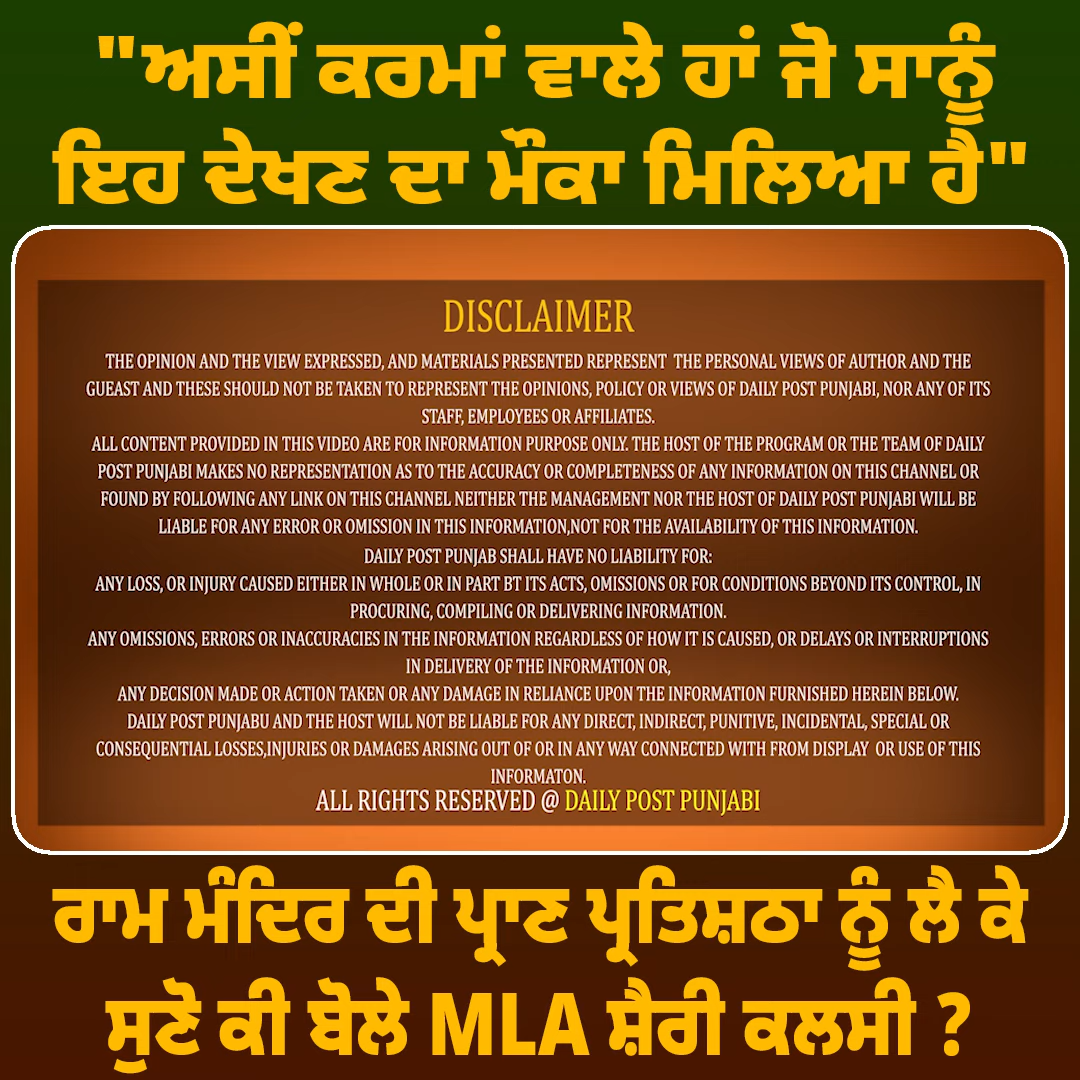 "ਅਸੀਂ ਕਰਮਾਂ ਵਾਲੇ ਹਾਂ ਜੋ ਸਾਨੂੰ
ਇਹ ਦੇਖਣ ਦਾ ਮੌਕਾ ਮਿਲਿਆ ਹੈ"
DISCLAIMER
THE OPINION AND THE VIEW EXPRESSED, AND MATERIALS PRESENTED REPRESENT THE PERSONAL VIEWS OF AUTHOR AND THE
GUEAST AND THESE SHOULD NOT BE TAKEN TO REPRESENT THE OPINIONS, POLICY OR VIEWS OF DAILY POST PUNJABI, NOR ANY OF ITS
STAFF, EMPLOYEES OR AFFILIATES.
ALL CONTENT PROVIDED IN THIS VIDEO ARE FOR INFORMATION PURPOSE ONLY. THE HOST OF THE PROGRAM OR THE TEAM OF DAILY
POST PUNJABI MAKES NO REPRESENTATION AS TO THE ACCURACY OR COMPLETENESS OF ANY INFORMATION ON THIS CHANNEL OR
FOUND BY FOLLOWING ANY LINK ON THIS CHANNEL NEITHER THE MANAGEMENT NOR THE HOST OF DAILY POST PUNJABI WILL BE
LIABLE FOR ANY ERROR OR OMISSION IN THIS INFORMATION,NOT FOR THE AVAILABILITY OF THIS INFORMATION.
DAILY POST PUNJAB SHALL HAVE NO LIABILITY FOR:
ANY LOSS, OR INJURY CAUSED EITHER IN WHOLE OR IN PART BT ITS ACTS, OMISSIONS OR FOR CONDITIONS BEYOND ITS CONTROL, IN
PROCURING, COMPILING OR DELIVERING INFORMATION.
ANY OMISSIONS, ERRORS OR INACCURACIES IN THE INFORMATION REGARDLESS OF HOW IT IS CAUSED, OR DELAYS OR INTERRUPTIONS
IN DELIVERY OF THE INFORMATION OR,
ANY DECISION MADE OR ACTION TAKEN OR ANY DAMAGE IN RELIANCE UPON THE INFORMATION FURNISHED HEREIN BELOW.
DAILY POST PUNJABU AND THE HOST WILL NOT BE LIABLE FOR ANY DIRECT, INDIRECT, PUNITIVE, INCIDENTAL, SPECIAL OR
CONSEQUENTIAL LOSSES,INJURIES OR DAMAGES ARISING OUT OF OR IN ANY WAY CONNECTED WITH FROM DISPLAY OR USE OF THIS
INFORMATON.
ALL RIGHTS RESERVED @ DAILY POST PUNJABI
ਰਾਮ ਮੰਦਿਰ ਦੀ ਪ੍ਰਾਣ ਪ੍ਰਤਿਸ਼ਠਾ ਨੂੰ ਲੈ ਕੇ
ਸੁਣੋ ਕੀ ਬੋਲੇ MLA ਸ਼ੈਰੀ ਕਲਸੀ ?